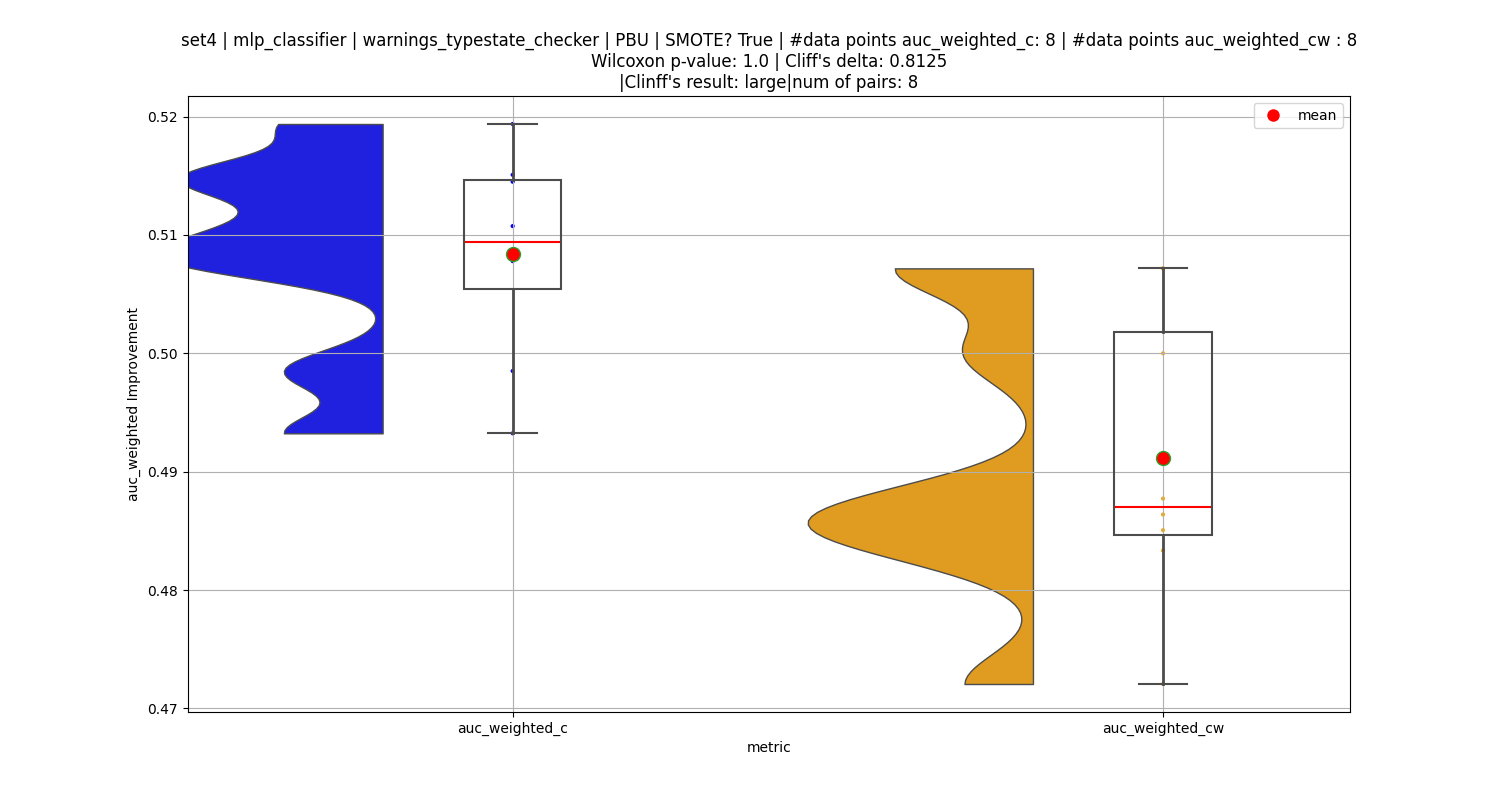 set4 | mlp_classifier | warnings_typestate_checker | PBU | SMOTE? True | #data points auc_weighted_c: 8 | #data points auc_weighted_cw : 8
Wilcoxon p-value: 1.0 | Cliff's delta: 0.8125
|Clinff's result: large|num of pairs: 8
mean
0.52
0.51
0.50
0.49
0.48
0.47
auc_weighted Improvement
auc_weighted_c
auc_weighted_cw
metric